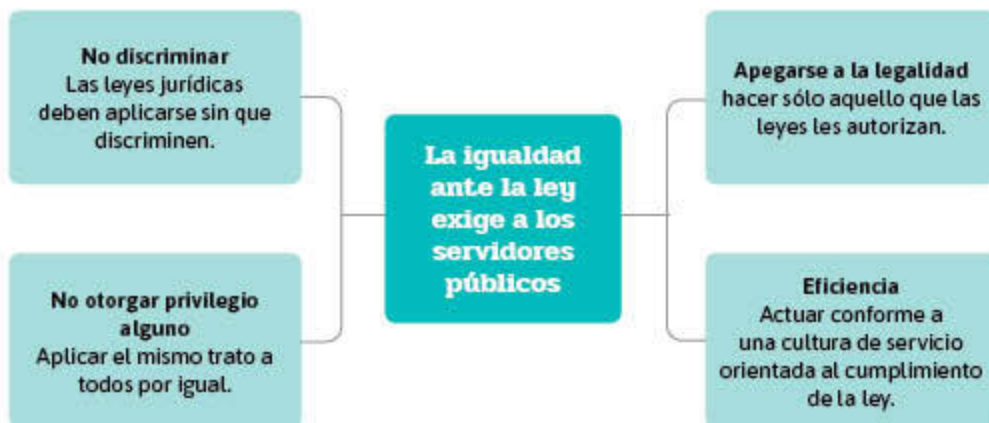 No discriminar
Las leyes jurídicas
deben aplicarse sin que
discriminen.
No otorgar privilegio
alguno
Aplicar el mismo trato a
todos por igual.
La igualdad
ante la ley
exige a los
servidores
públicos
Apegarse a la legalidad
hacer sólo aquello que las
leyes les autorizan.
Eficiencia
Actuar conforme a
una cultura de servicio
orientada al cumplimiento
de la ley.